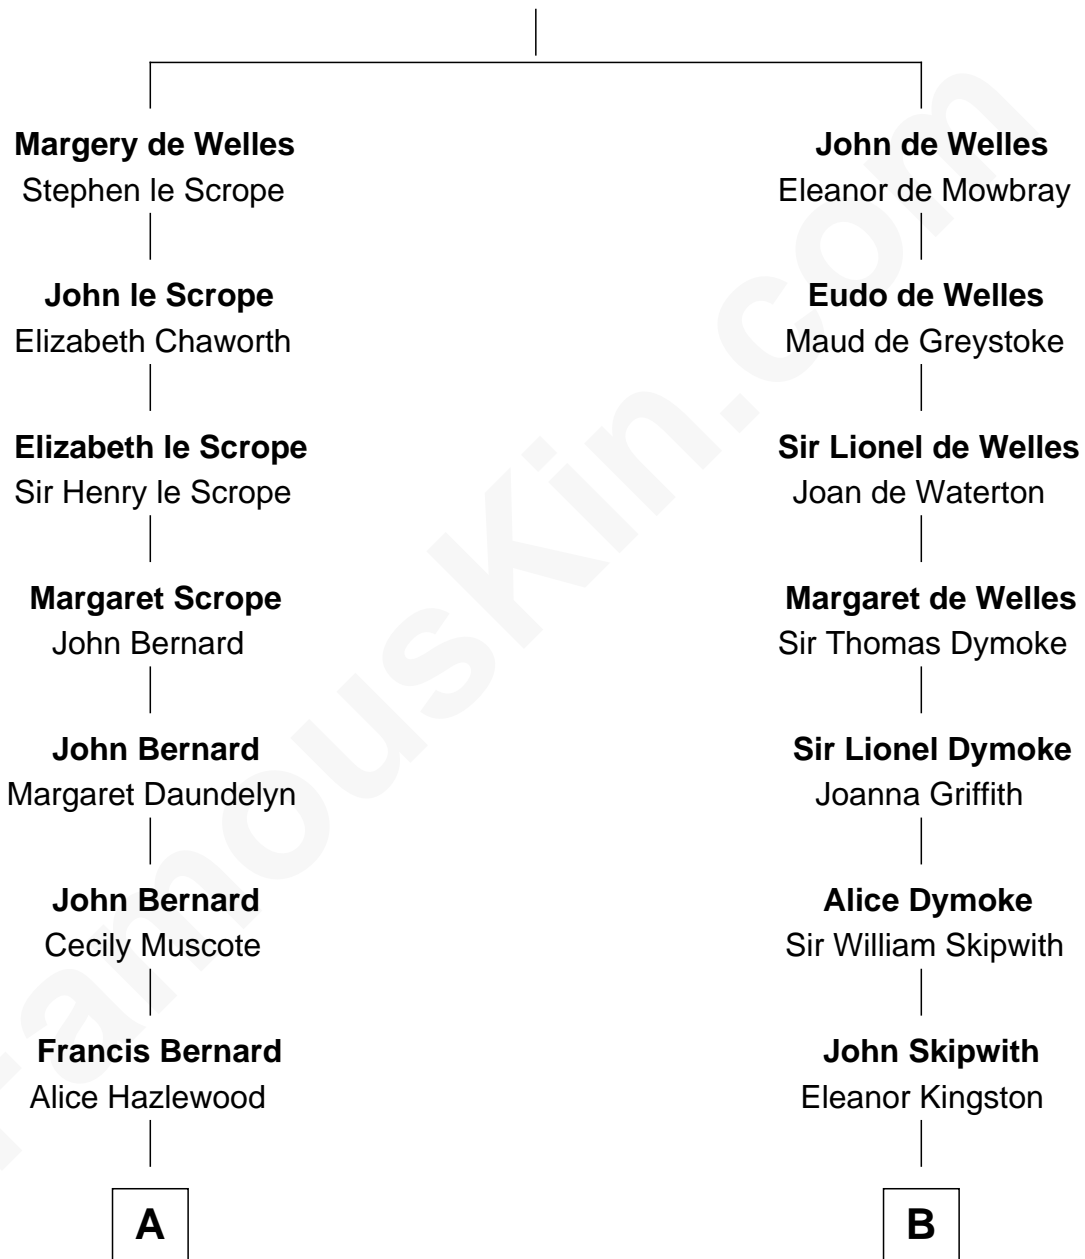 Margery de Welles
Stephen le Scrope
John le Scrope
Elizabeth Chaworth
Elizabeth le Scrope
Sir Henry le Scrope
Margaret Scrope
John Bernard
John Bernard
Margaret Daundelyn
John Bernard
Cecily Muscote
Francis Bernard
Alice Hazlewood
A
John de Welles
Eleanor de Mowbray
Eudo de Welles
Maud de Greystoke
Sir Lionel de Welles
Joan de Waterton
Margaret de Welles
Sir Thomas Dymoke
Sir Lionel Dymoke
Joanna Griffith
Alice Dymoke
Sir William Skipwith
John Skipwith
Eleanor Kingston
B
FamousKin.com